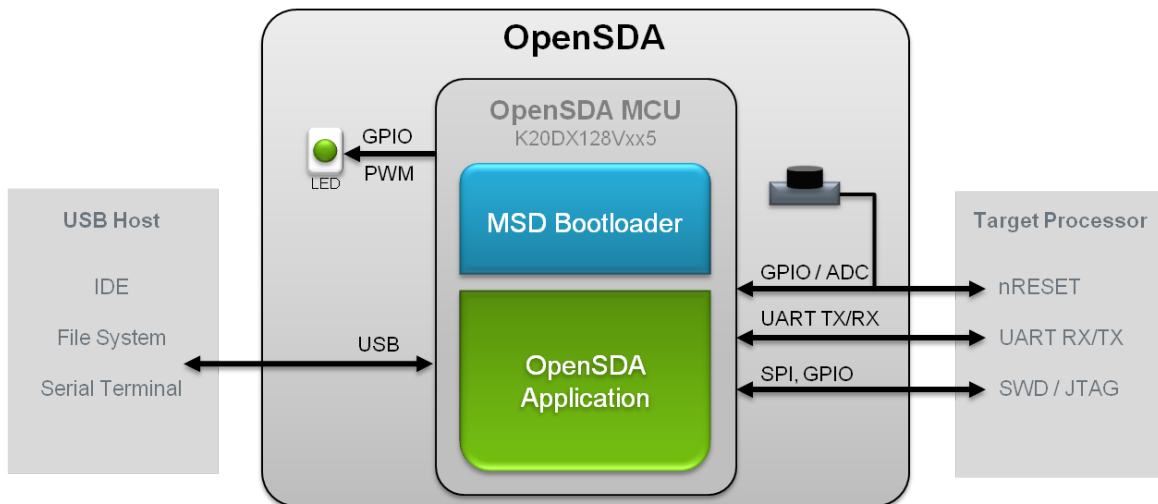 OpenSDA
OpenSDA MCU
K20DX128Vxx5
GPIO
PWM
LED
MSD Bootloader
USB Host
IDE
File System
Serial Terminal
USB
OpenSDA
Application
GPIO / ADC
UART TX/RX
SPI, GPIO
Target Processor
nRESET
UART RX/TX
SWD / JTAG